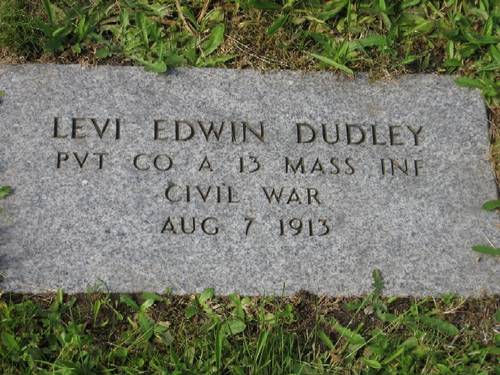 LEVI EDWIN DUDLEY
PVT CO A 13 MASS INF
CIVIL WAR
AUG 7 1913